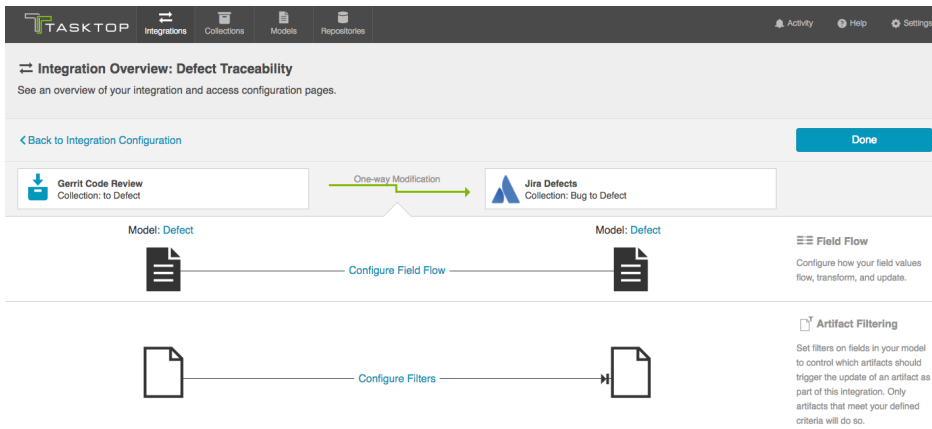 TASKTOP
Integrations
Collections
Models
Repositories
Activity
Help
Settings
Integration Overview: Defect Traceability
See an overview of your integration and access configuration pages.
Back to Integration Configuration
Done
Gerrit Code Review
Collection: to Defect
One-way Modification
Jira Defects
Collection: Bug to Defect
Model: Defect
Model: Defect
Configure Field Flow
Field Flow
Configure how your field values
flow, transform, and update.
Configure Filters
Artifact Filtering
Set filters on fields in your model
to control which artifacts should
trigger the update of an artifact as
part of this integration. Only
artifacts that meet your defined
criteria will do so.